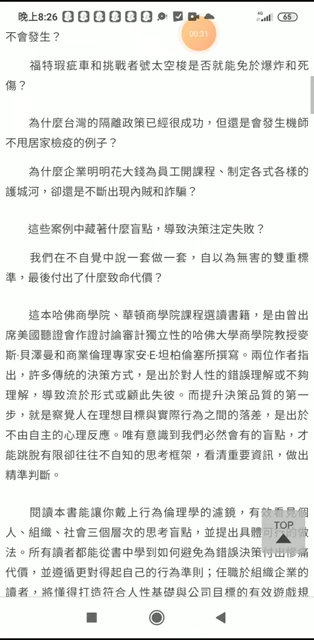 晚上8:26
4G
65
00:31
不會發生？
福特瑕疵車和挑戰者號太空梭是否就能免於爆炸和死
傷？
為什麼台灣的隔離政策已經很成功，但還是會發生機師
不甩居家檢疫的例子？
為什麼企業明明花大錢為員工開課程、制定各式各樣的
護城河，卻還是不斷出現內賊和詐騙？
這些案例中藏著什麼盲點，導致決策注定失敗？
我們在不自覺中說一套做一套，自以為無害的雙重標
準，最後付出了什麼致命代價？
這本哈佛商學院、華頓商學院課程選讀書籍，是由曾出
席美國聽證會作證討論審計獨立性的哈佛大學商學院教授麥
斯‧貝澤曼和商業倫理專家安‧E‧坦柏倫塞所撰寫。兩位作者指
出，許多傳統的決策方式，是出於對人性的錯誤理解或不夠
理解，導致流於形式或顧此失彼。而提升決策品質的第一
步，就是察覺人在理想目標與實際行為之間的落差，是出於
不由自主的心理反應。唯有意識到我們必然會有的盲點，才
能跳脫有限卻往往不自知的思考框架，看清重要資訊，做出
精準判斷。
閱讀本書能讓你戴上行為倫理學的濾鏡，有效看見個
人、組織、社會三個層次的思考盲點，並提出具體可行的做
法。所有讀者都能從書中學到如何避免為錯誤決策付出慘痛
代價，並遵循更對得起自己的行為準則；任職於組織企業的
讀者，將懂得打造符合人性基礎與公司目標的有效遊戲規
TOP